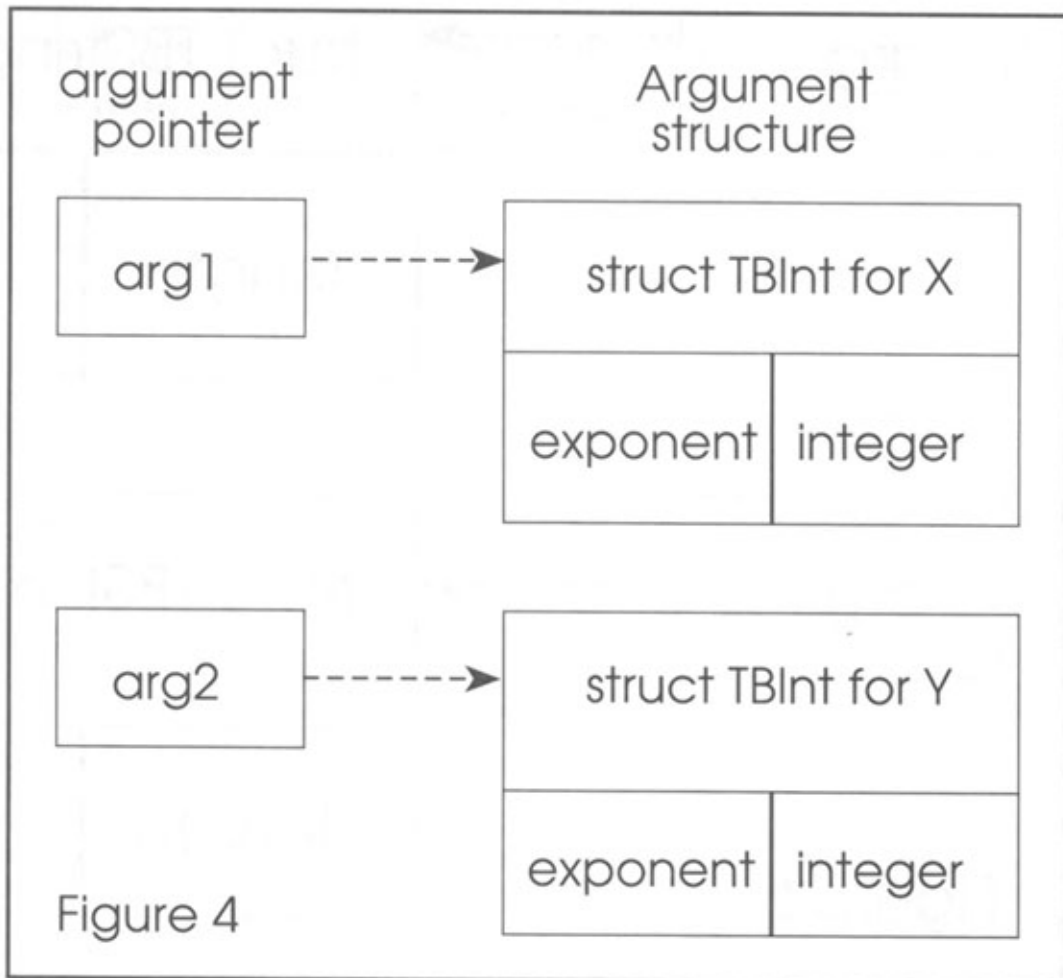 argument
pointer
Argument
structure
arg1
struct TBInt for X
exponent
integer
arg2
struct TBInt for Y
exponent
integer
Figure 4